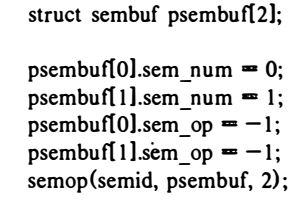 struct sembuf psembuf[2];
psembuf[0].sem_num = 0;
psembuf[1].sem_num = 1;
psembuf[0].sem_op = −1;
psembuf[1].sem_op = −1;
semop(semid, psembuf, 2);